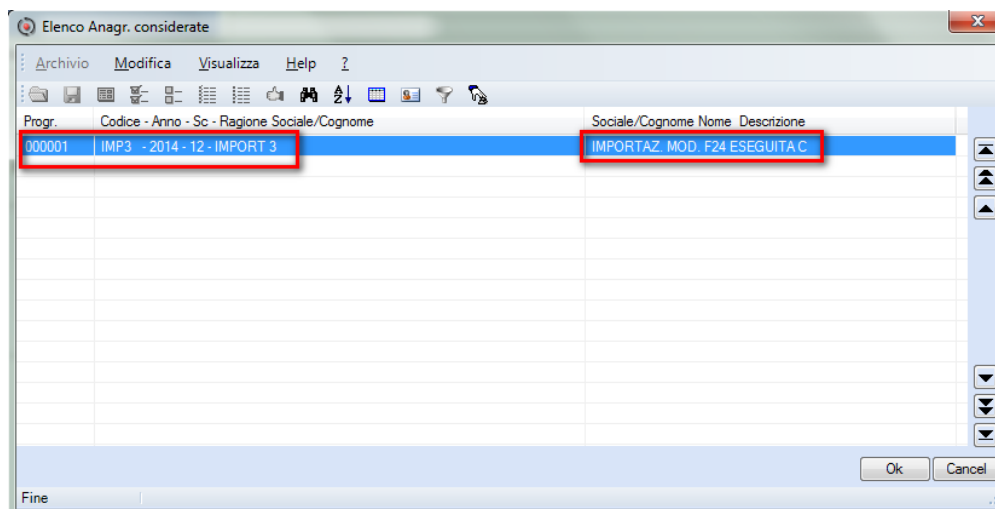 Elenco Anagr. considerate
Archivio Modifica Visualizza Help ?
Progr. Codice - Anno - Sc - Ragione Sociale/Cognome Sociale/Cognome Nome Descrizione
000001 IMP3 - 2014 - 12 - IMPORT 3 IMPORTAZ. MOD. F24 ESEGUITA C
Ok Cancel
Fine